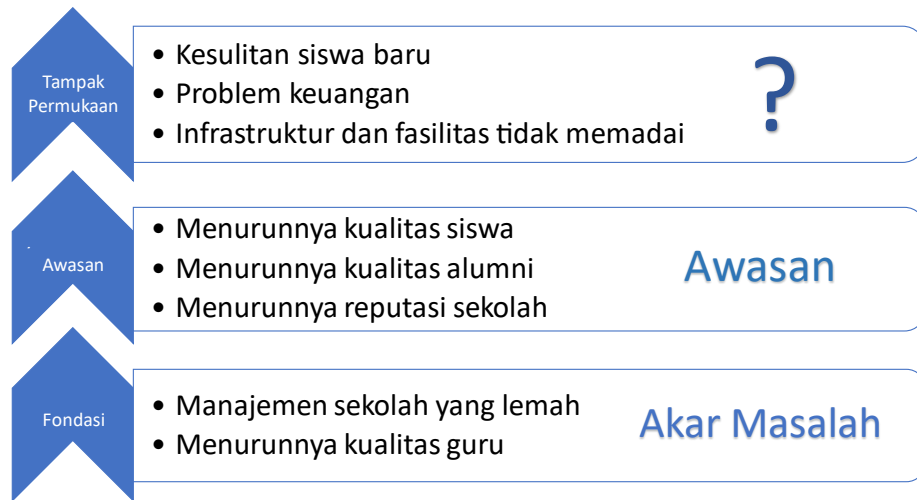 Tampak
Permukaan
• Kesulitan siswa baru
• Problem keuangan
• Infrastruktur dan fasilitas tidak memadai
?
Awasan
• Menurunnya kualitas siswa
• Menurunnya kualitas alumni
• Menurunnya reputasi sekolah
Awasan
Fondasi
• Manajemen sekolah yang lemah
• Menurunnya kualitas guru
Akar Masalah